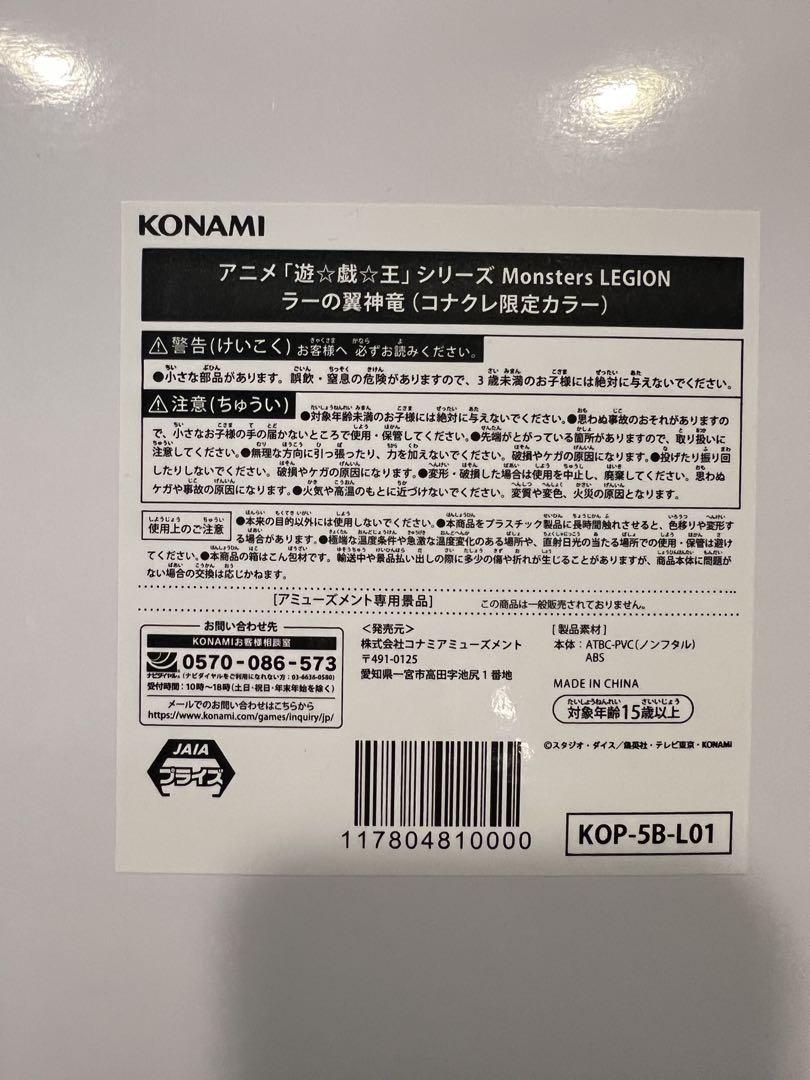 KONAMI
アニメ「遊☆戯☆王」シリーズ Monsters LEGION
ラーの翼神竜（コナクレ限定カラー）
⚠警告(けいこく) お客様へ 必ずお読みください。
●小さな部品があります。誤飲・窒息の危険がありますので、3歳未満のお子様には絶対に与えないでください。
⚠注意(ちゅうい) ●対象年齢未満のお子様には絶対に与えないでください。●思わぬ事故のおそれがありますの
で、小さなお子様の手の届かないところで使用・保管してください。●先端がとがっている箇所がありますので、取り扱いに
注意してください。●無理な方向に引っ張ったり、力を加えないでください。破損やケガの原因になります。●投げたり振り回
したりしないでください。破損やケガの原因になります。●変形・破損した場合は使用を中止し、廃棄してください。思わぬ
ケガや事故の原因になります。●火気や高温のもとに近づけないでください。変質や変色、火災の原因となります。
使用上のご注意 ●本来の目的以外には使用しないでください。●本商品をプラスチック製品に長時間触れさせると、色移りや変形す
る場合があります。●極端な温度条件や急激な温度変化のある場所や、直射日光の当たる場所での使用・保管は避け
てください。●本商品の箱はこん包材です。輸送中や景品払い出しの際に多少の傷や折れが生じることがありますが、商品本体に問題が
ない場合の交換は応じかねます。
[アミューズメント専用景品] この商品は一般販売されておりません。
お問い合わせ先
KONAMIお客様相談室
ナビダイヤル 0570-086-573
(ナビダイヤルをご利用になれない方:03-6636-0580)
受付時間:10時〜18時(土日・祝日・年末年始を除く)
メールでのお問い合わせはこちらから
https://www.konami.com/games/inquiry/jp/
＜発売元＞
株式会社コナミアミューズメント
〒491-0125
愛知県一宮市高田字池尻1番地
[製品素材]
本体：ATBC-PVC(ノンフタル)
ABS
MADE IN CHINA
対象年齢15歳以上
JAIA
プライズ
©スタジオ・ダイス／集英社・テレビ東京・KONAMI
117804810000
KOP-5B-L01